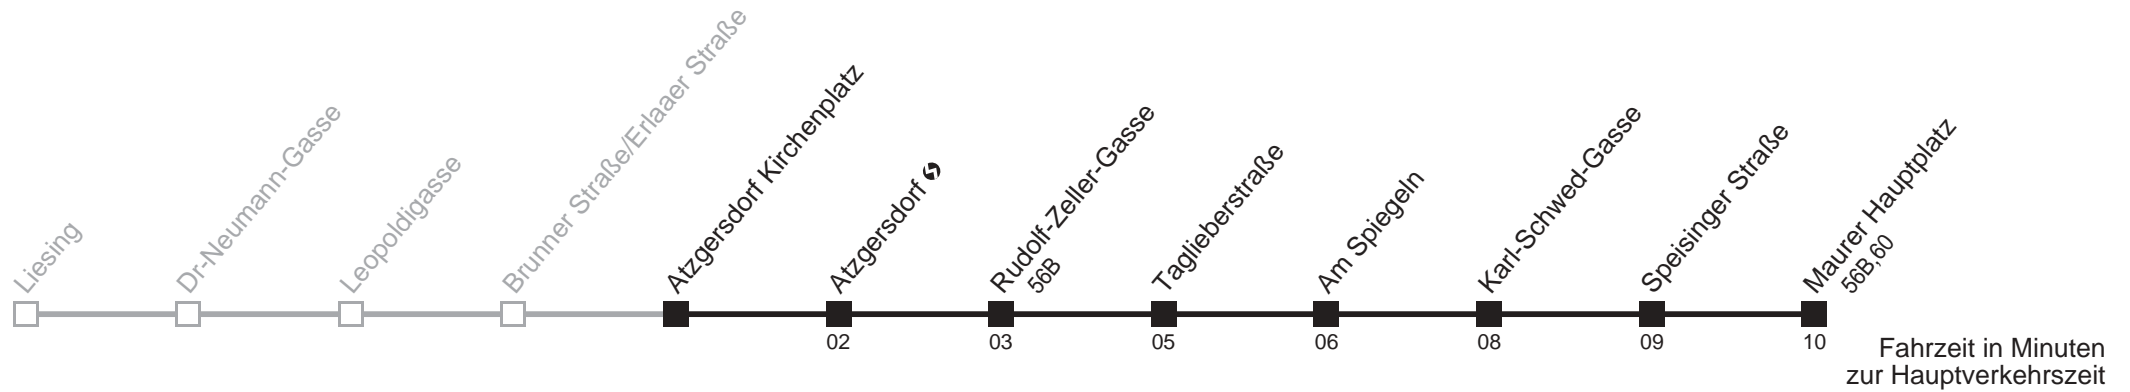 Liesing
Dr-Neumann-Gasse
Leopoldigasse
Brunner Straße/Erlaaer Straße
Atzgersdorf Kirchenplatz
Atzgersdorf
Rudolf-Zeller-Gasse
56B
Taglieberstraße
Am Spiegeln
Karl-Schwed-Gasse
Speisinger Straße
Maurer Hauptplatz
56B,60
02 03 05 06 08 09 10
Fahrzeit in Minuten
zur Hauptverkehrszeit